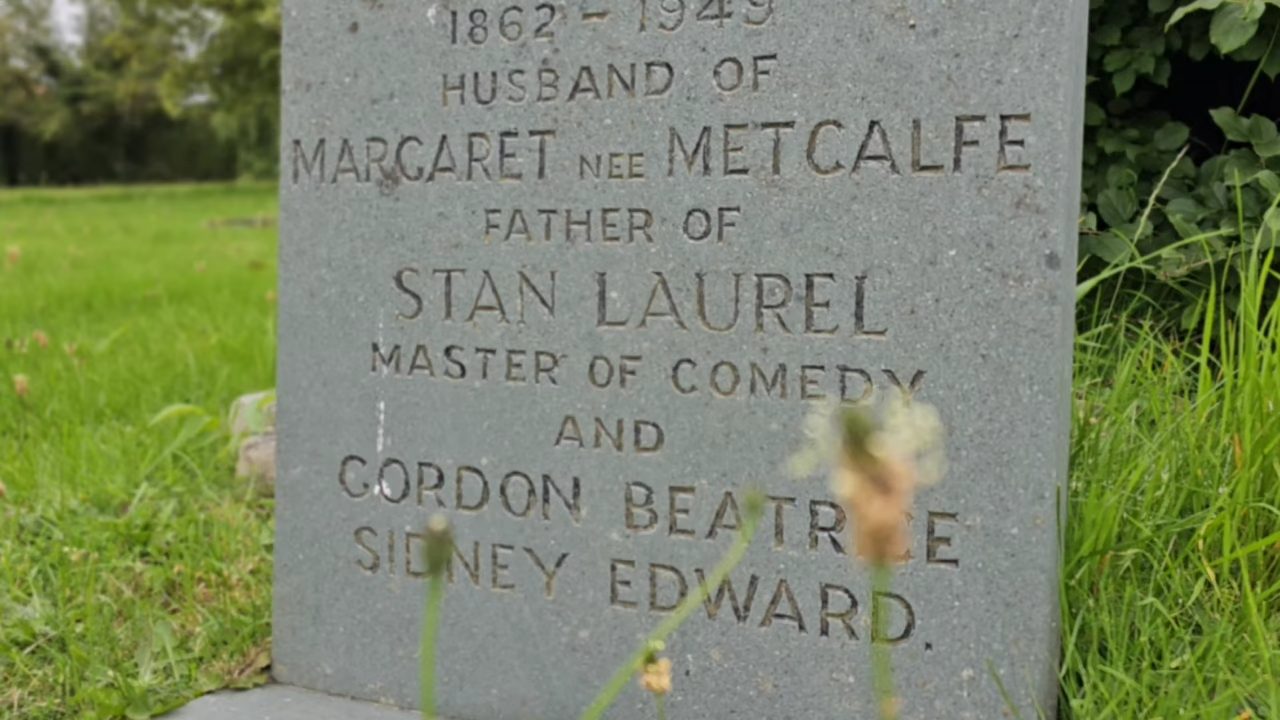 1862 - 1949
HUSBAND OF
MARGARET NEE METCALFE
FATHER OF
STAN LAUREL
MASTER OF COMEDY
AND
GORDON BEATRICE
SIDNEY EDWARD.